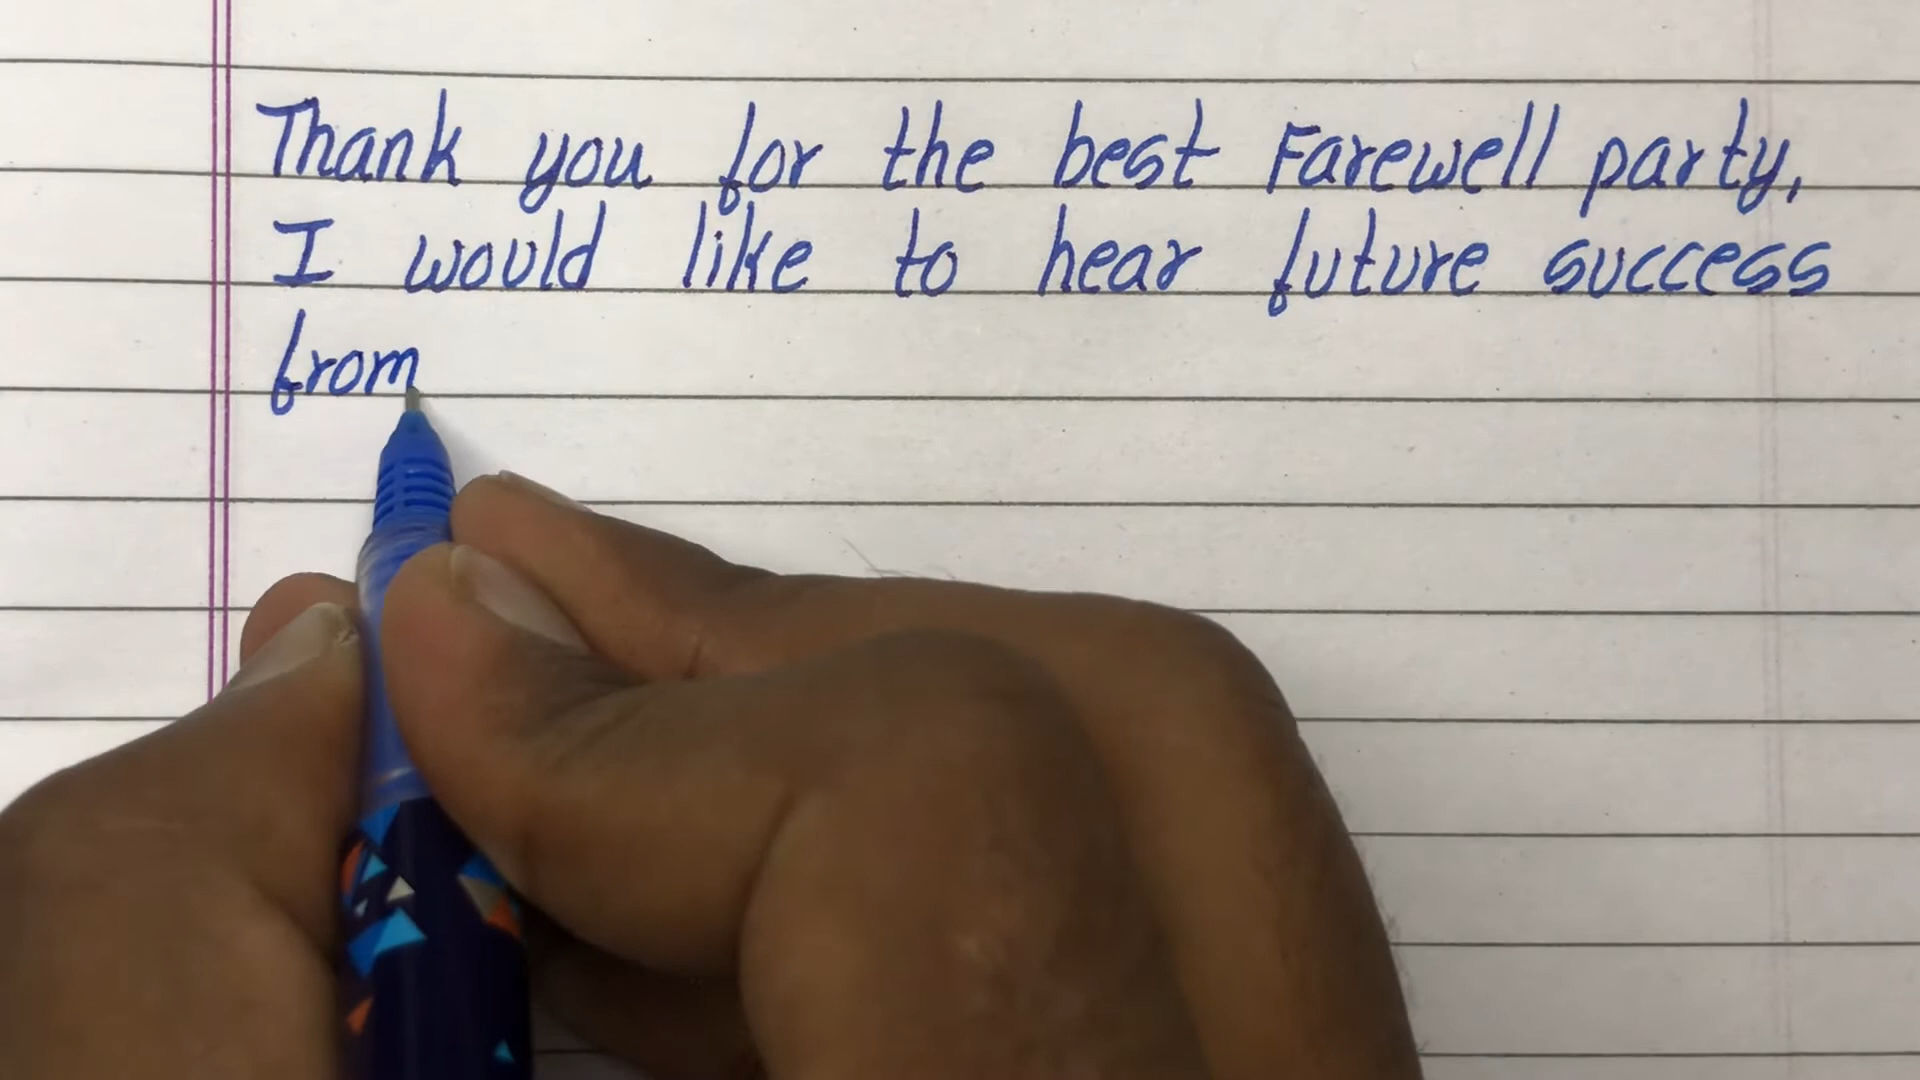 Thank you for the best Farewell party,
I would like to hear future success
from